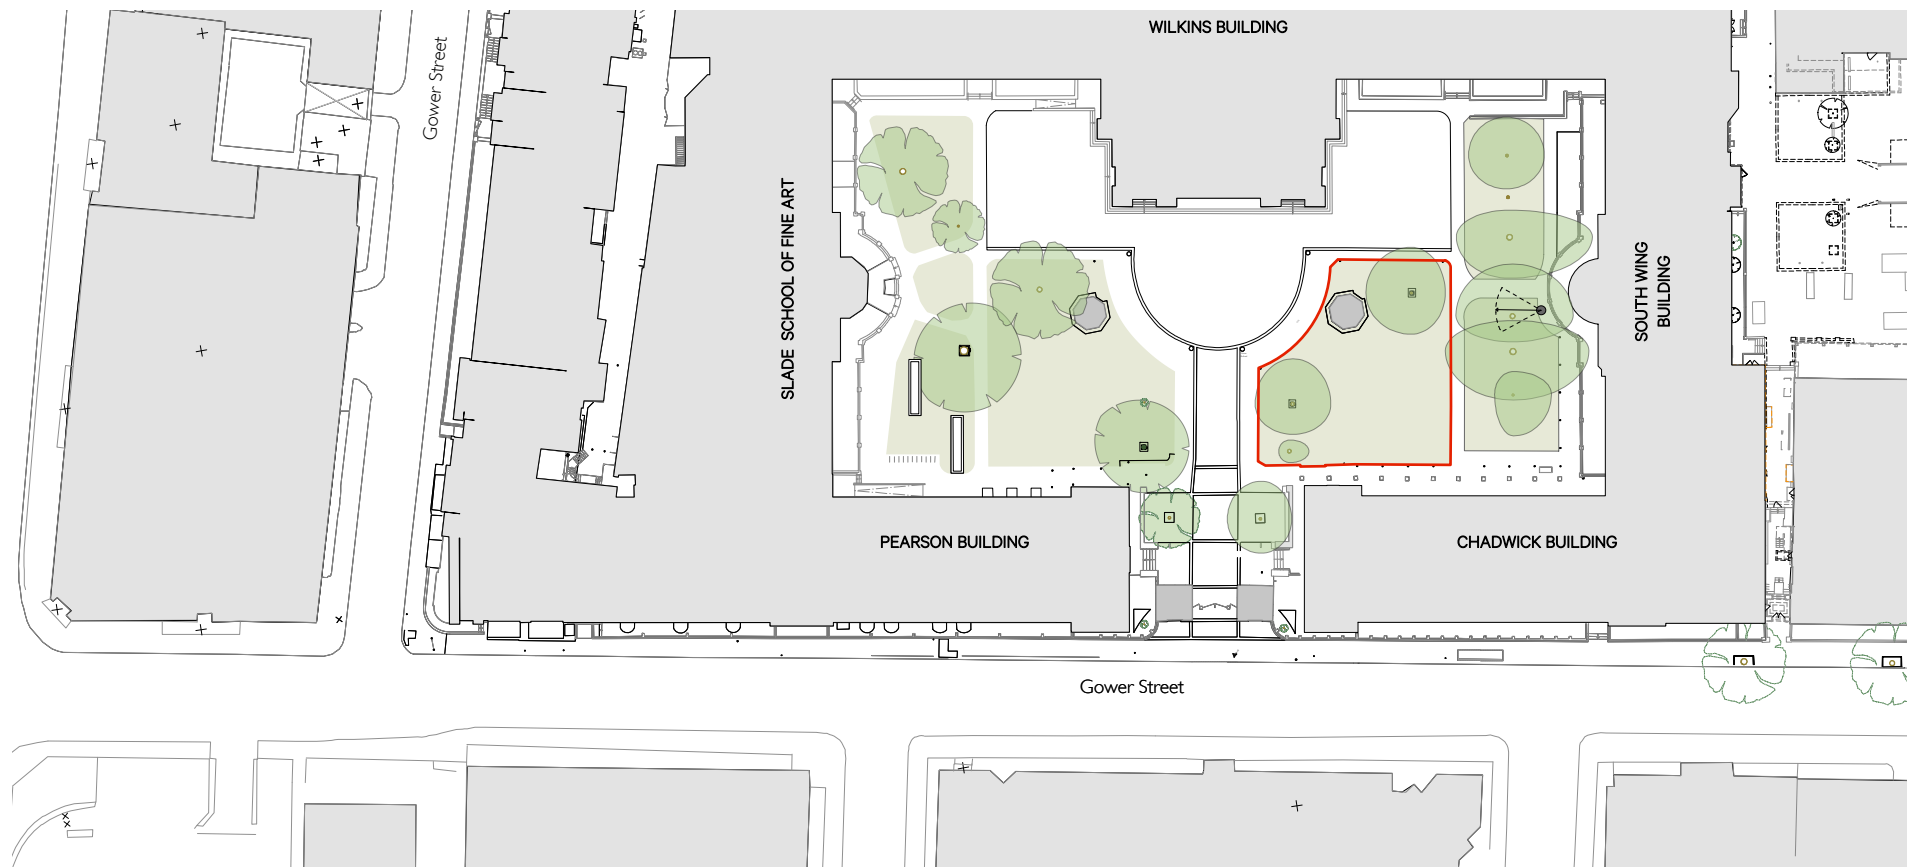 WILKINS BUILDING
Gower Street
SLADE SCHOOL OF FINE ART
SOUTH WING
BUILDING
PEARSON BUILDING
CHADWICK BUILDING
Gower Street